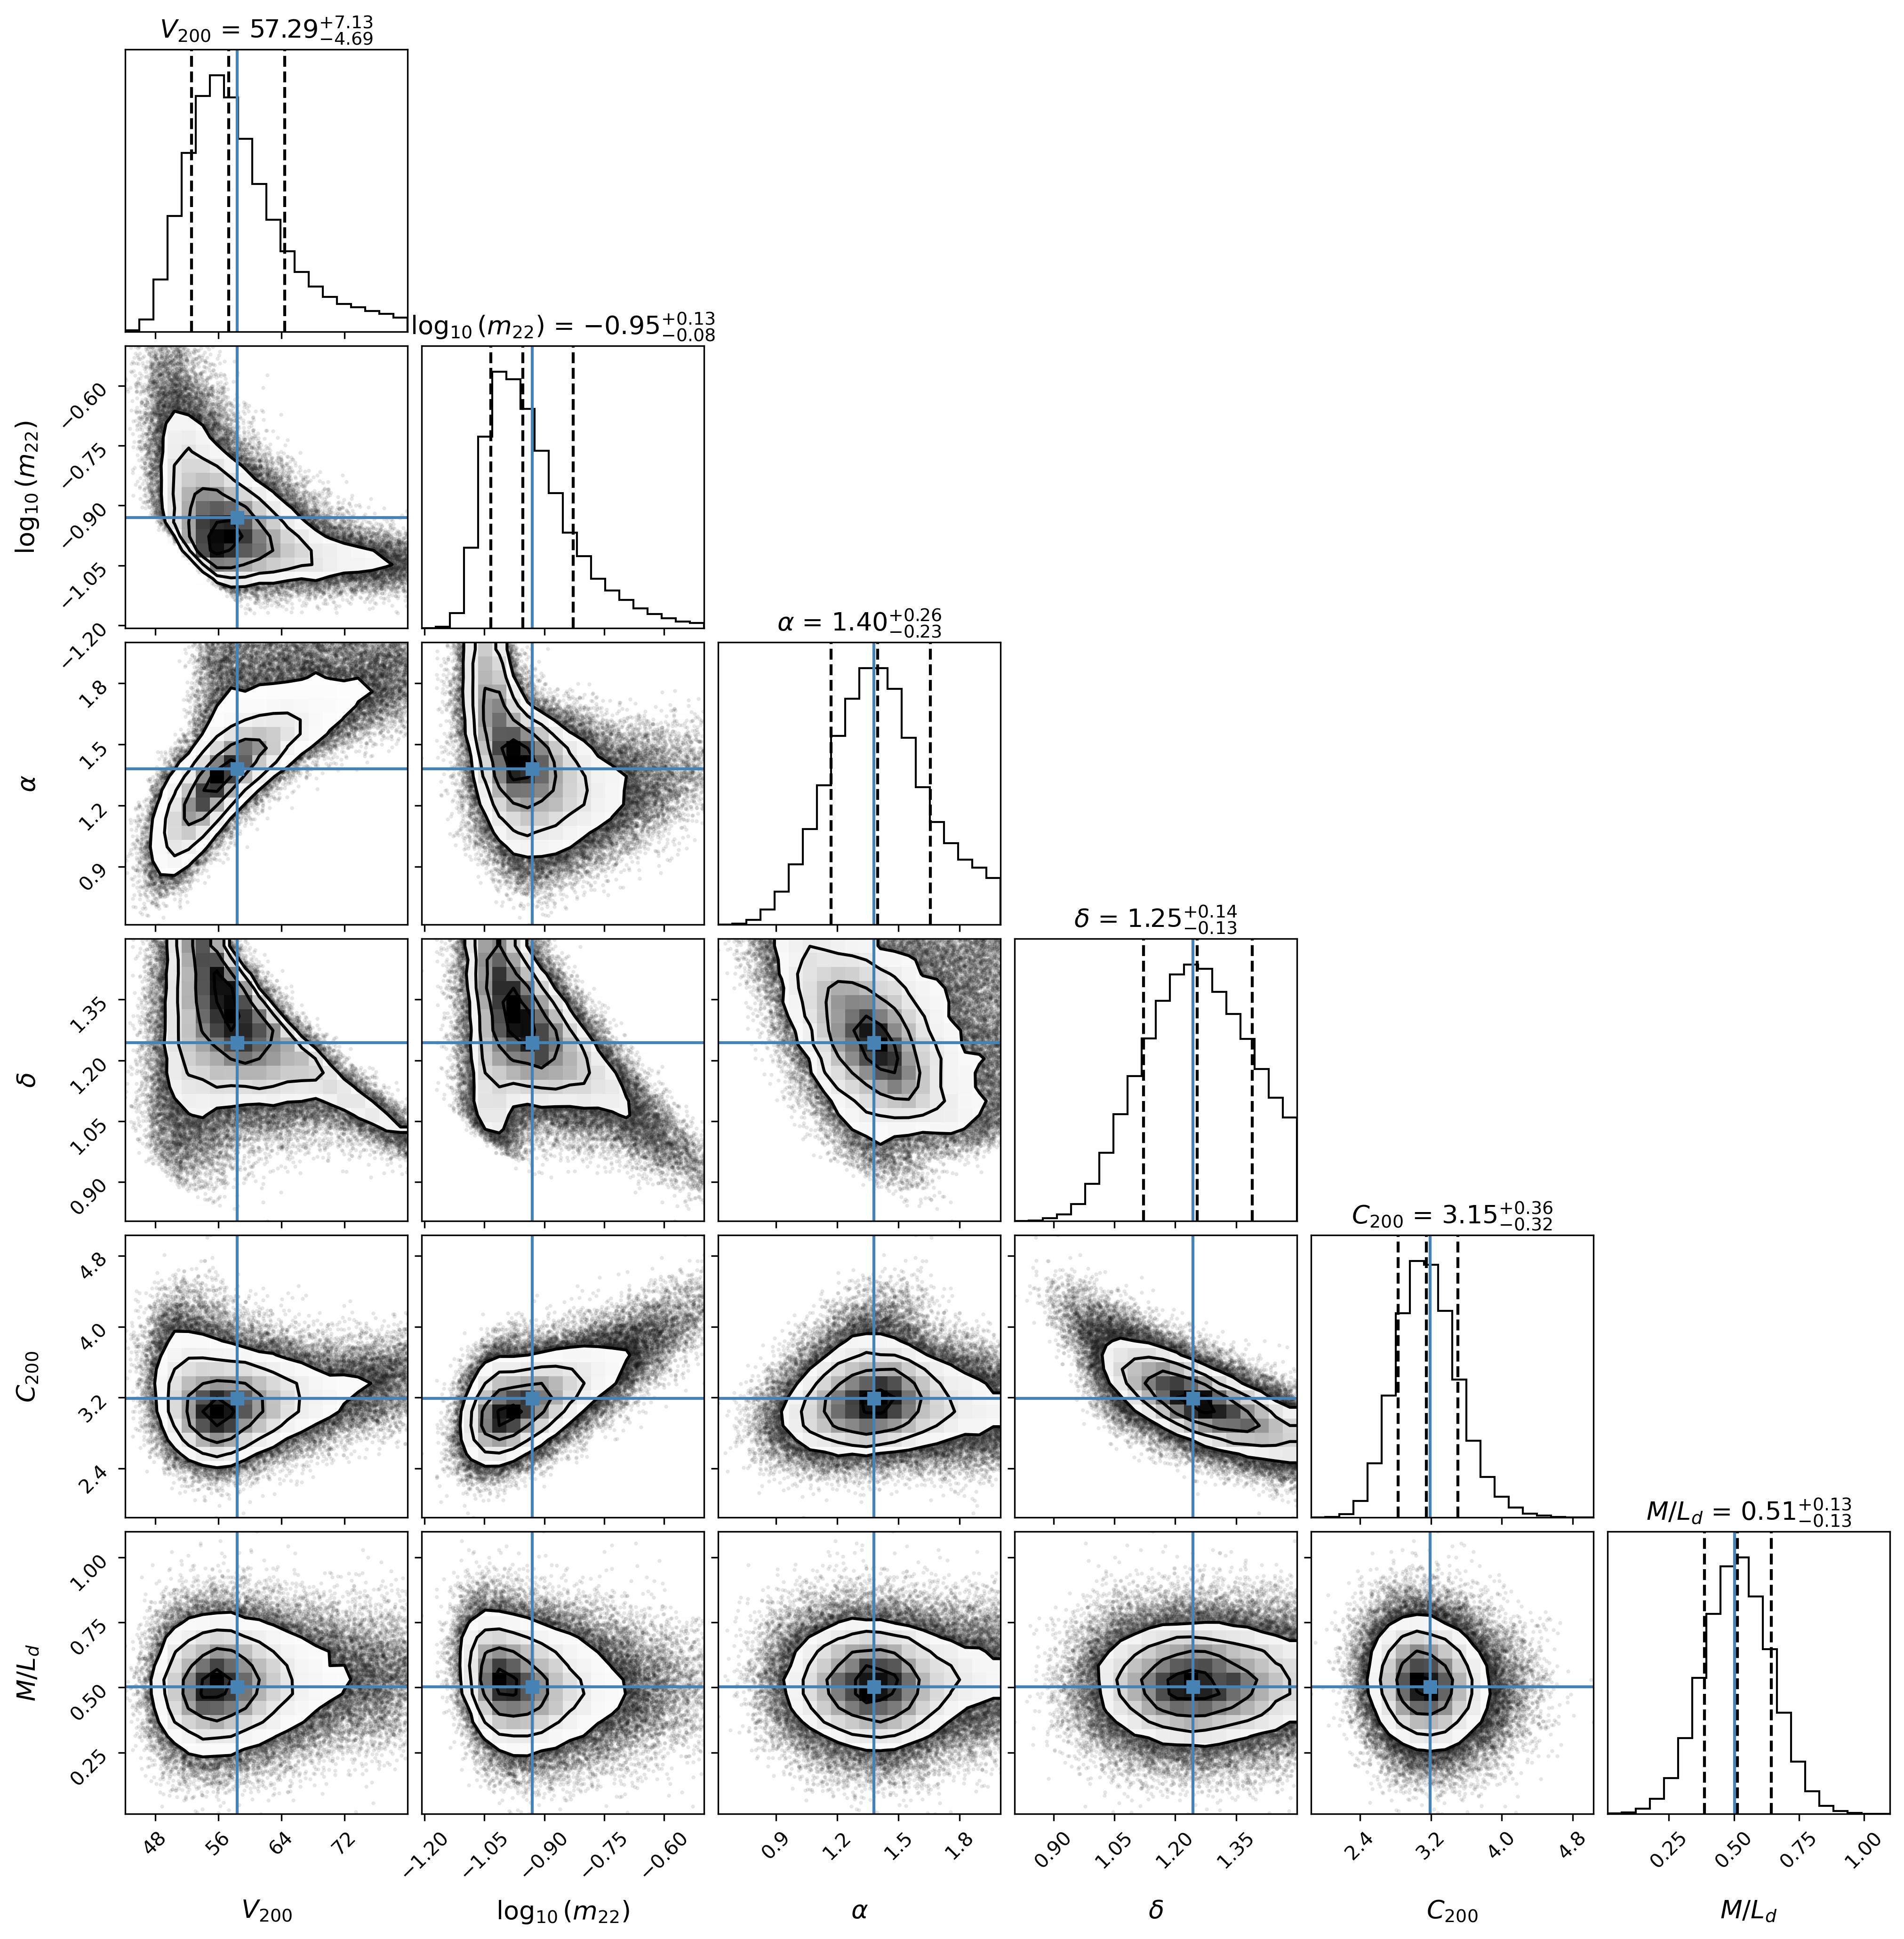 V₂₀₀ = 57.29⁺⁷·¹³₋₄.₆₉
log₁₀(m₂₂) = −0.95⁺⁰·¹³₋₀.₀₈
−0.60
−0.75
−0.90
−1.05
−1.20
log₁₀(m₂₂)
α = 1.40⁺⁰·²⁶₋₀.₂₃
1.8
1.5
1.2
0.9
α
δ = 1.25⁺⁰·¹⁴₋₀.₁₃
1.35
1.20
1.05
0.90
δ
C₂₀₀ = 3.15⁺⁰·³⁶₋₀.₃₂
4.8
4.0
3.2
2.4
C₂₀₀
M/L_d = 0.51⁺⁰·¹³₋₀.₁₃
1.00
0.75
0.50
0.25
M/L_d
48 56 64 72 −1.20 −1.05 −0.90 −0.75 −0.60 0.9 1.2 1.5 1.8 0.90 1.05 1.20 1.35 2.4 3.2 4.0 4.8 0.25 0.50 0.75 1.00
V₂₀₀ log₁₀(m₂₂) α δ C₂₀₀ M/L_d